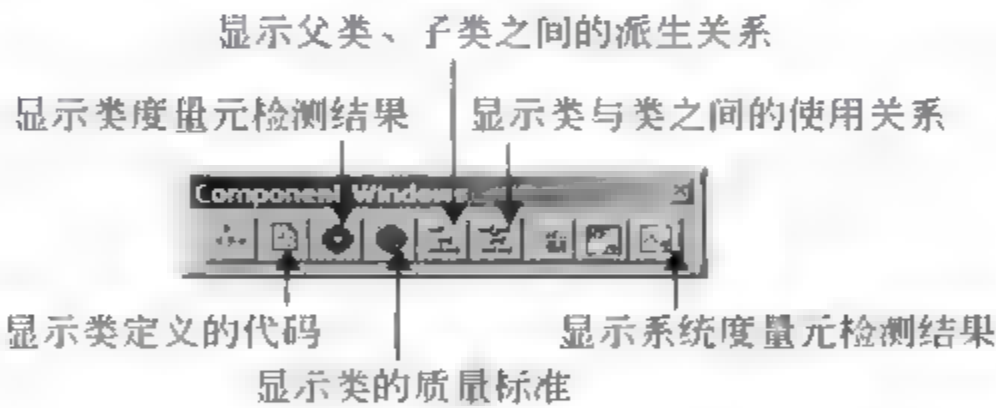 显示父类、子类之间的派生关系
显示类度量元检测结果
显示类与类之间的使用关系
Component Windows
显示类定义的代码
显示系统度量元检测结果
显示类的质量标准